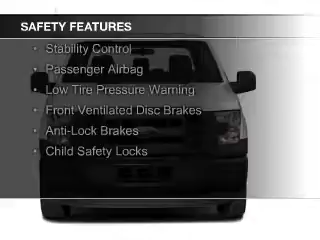 SAFETY FEATURES
• Stability Control
• Passenger Airbag
• Low Tire Pressure Warning
• Front Ventilated Disc Brakes
• Anti-Lock Brakes
• Child Safety Locks